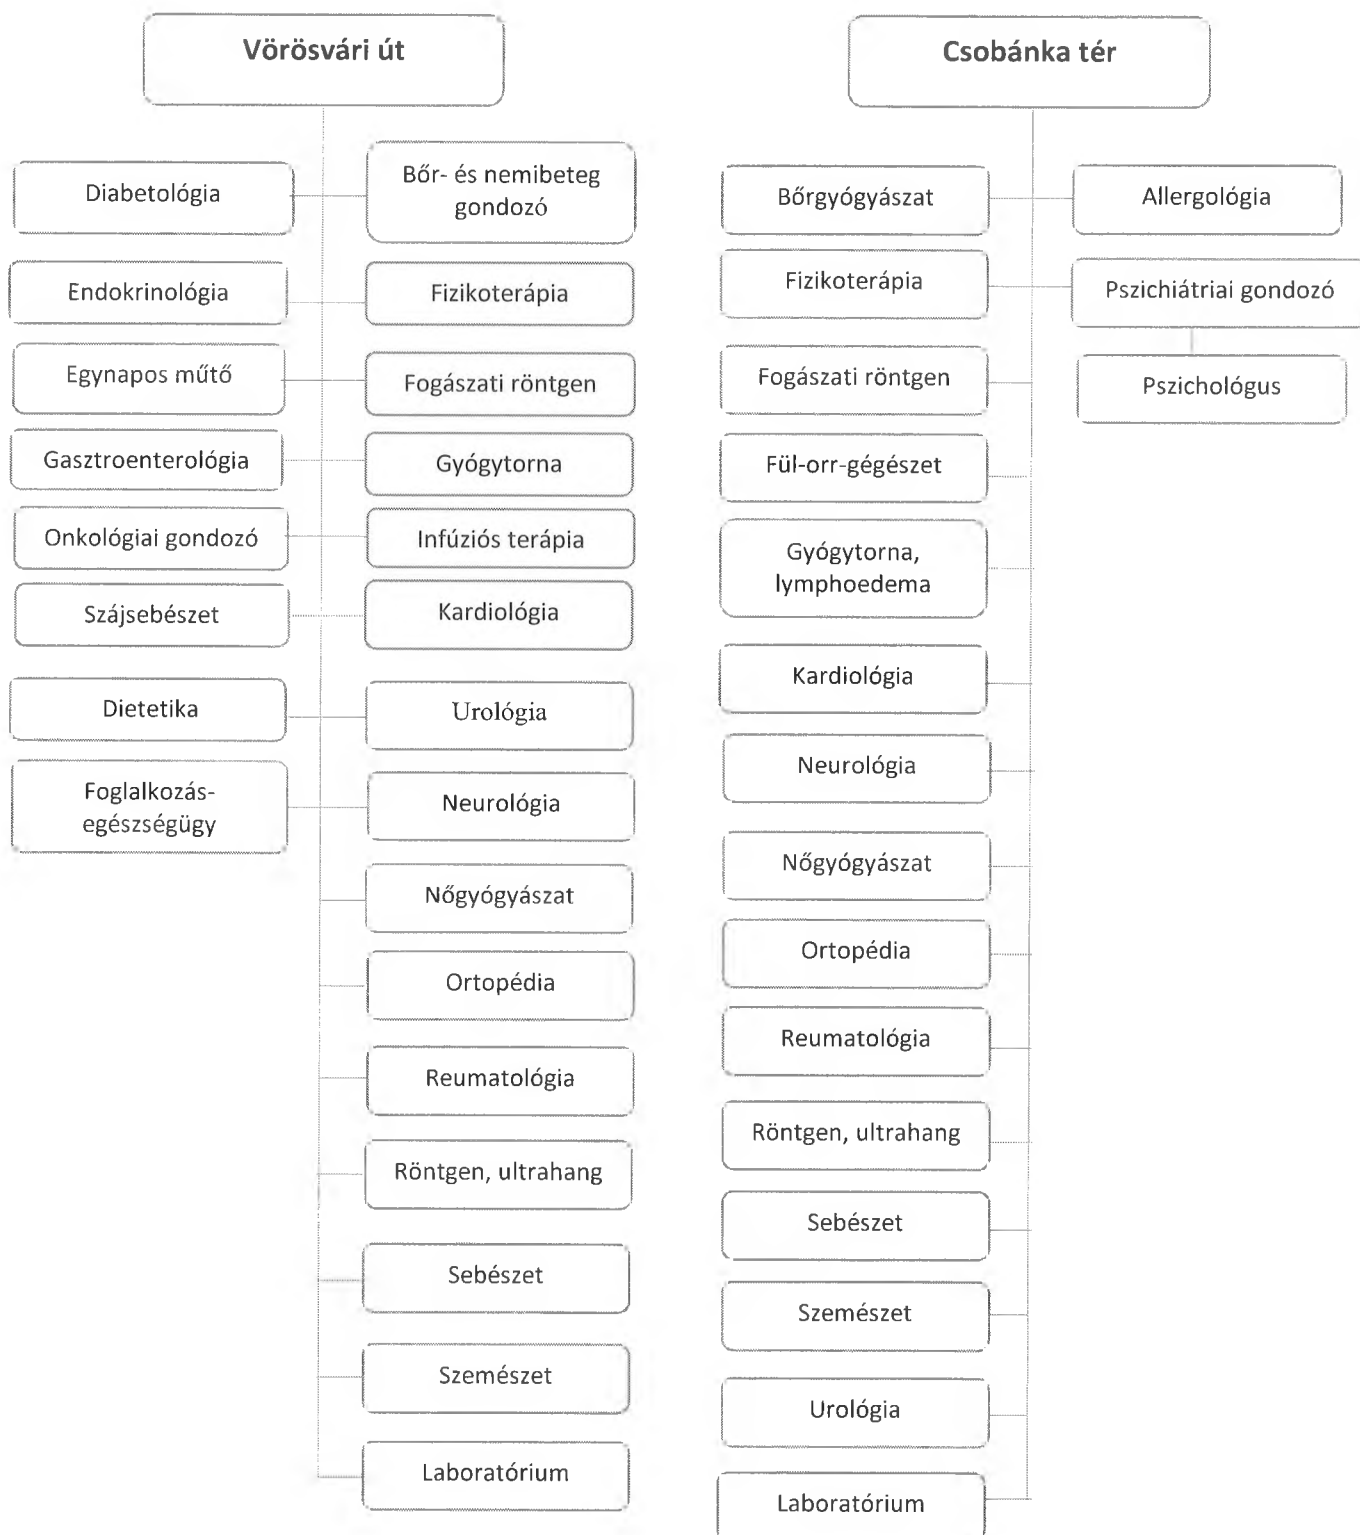 Vörösvári út
Diabetológia
Bőr- és nemibeteg
gondozó
Endokrinológia
Fizikoterápia
Egynapos műtő
Fogászati röntgen
Gasztroenterológia
Gyógytorna
Onkológiai gondozó
Infúziós terápia
Szájsebészet
Kardiológia
Dietetika
Urológia
Foglalkozás-
egészségügy
Neurológia
Nőgyógyászat
Ortopédia
Reumatológia
Röntgen, ultrahang
Sebészet
Szemészet
Laboratórium
Csobánka tér
Bőrgyógyászat
Allergológia
Fizikoterápia
Pszichiátriai gondozó
Pszichológus
Fogászati röntgen
Fül-orr-gégészet
Gyógytorna,
lymphoedema
Kardiológia
Neurológia
Nőgyógyászat
Ortopédia
Reumatológia
Röntgen, ultrahang
Sebészet
Szemészet
Urológia
Laboratórium